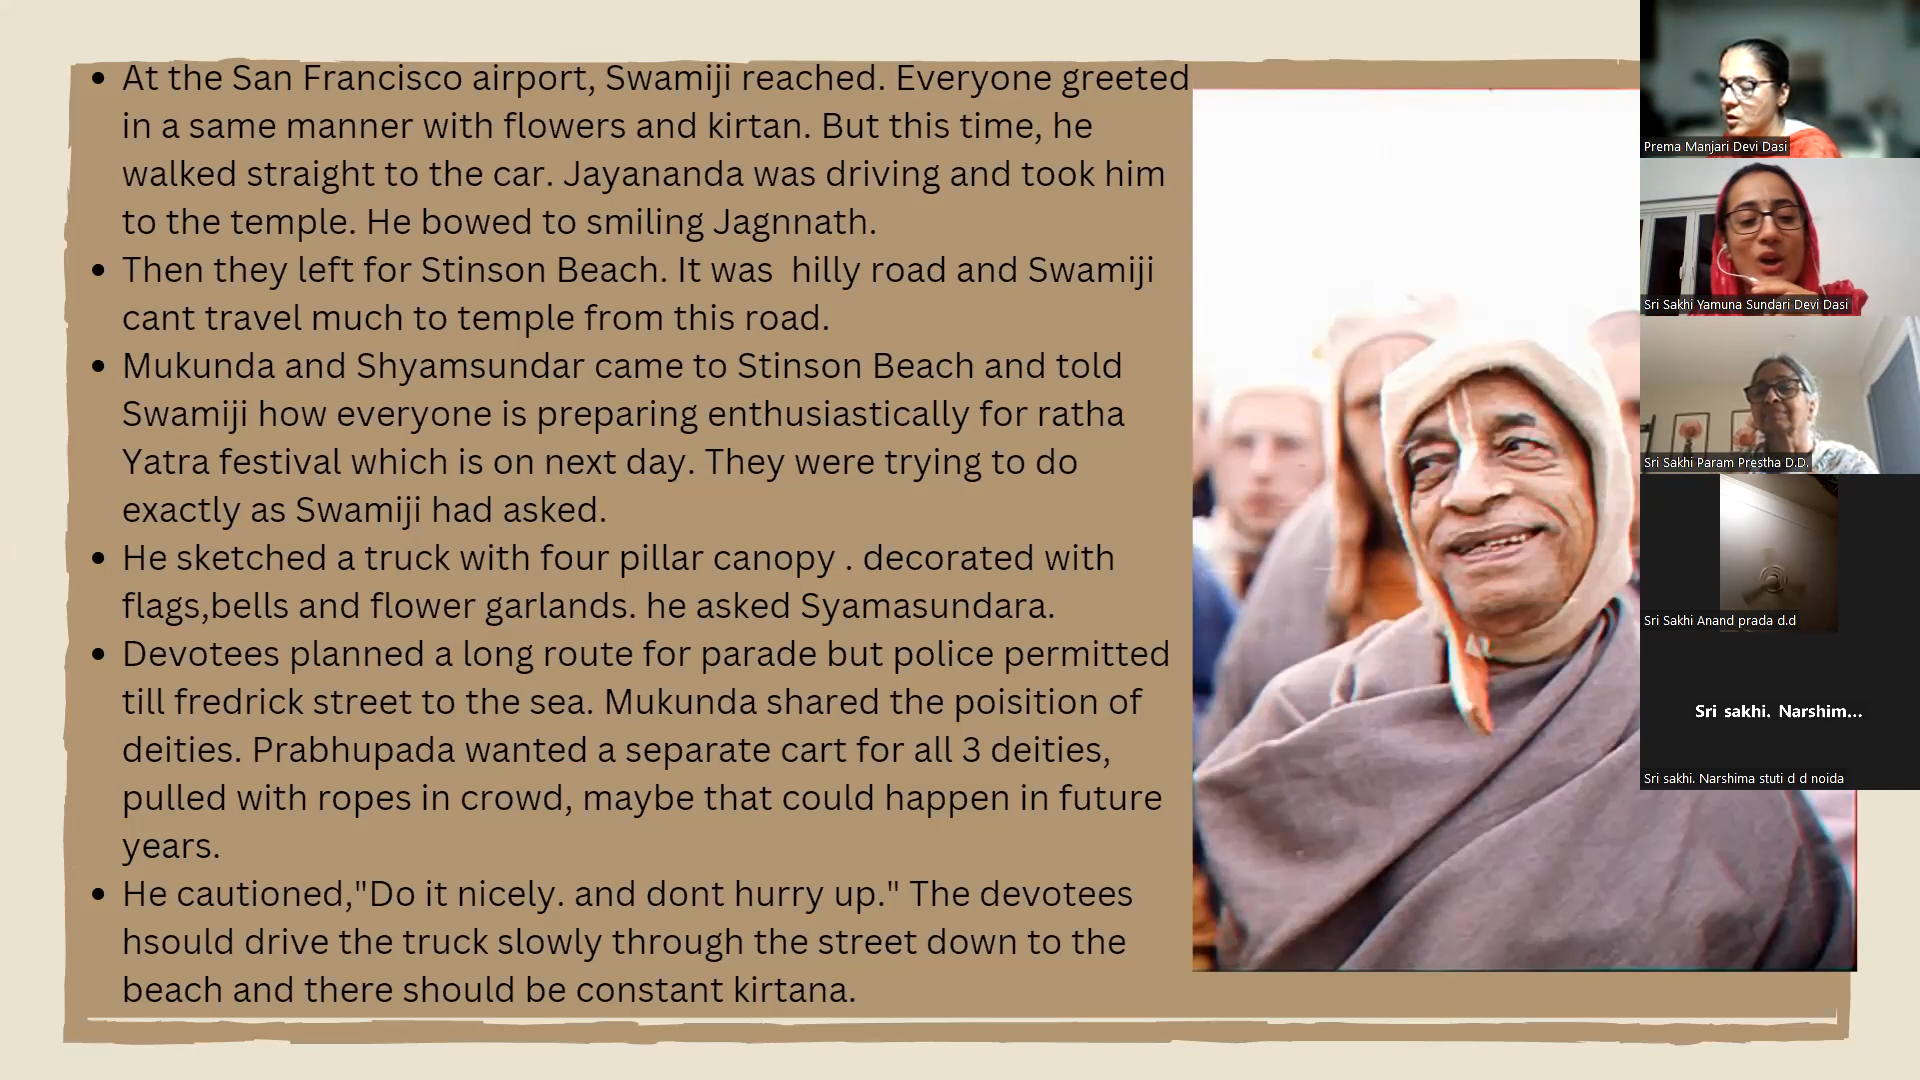 • At the San Francisco airport, Swamiji reached. Everyone greeted
in a same manner with flowers and kirtan. But this time, he
walked straight to the car. Jayananda was driving and took him
to the temple. He bowed to smiling Jagnnath.
• Then they left for Stinson Beach. It was  hilly road and Swamiji
cant travel much to temple from this road.
• Mukunda and Shyamsundar came to Stinson Beach and told
Swamiji how everyone is preparing enthusiastically for ratha
Yatra festival which is on next day. They were trying to do
exactly as Swamiji had asked.
• He sketched a truck with four pillar canopy . decorated with
flags,bells and flower garlands. he asked Syamasundara.
• Devotees planned a long route for parade but police permitted
till fredrick street to the sea. Mukunda shared the poisition of
deities. Prabhupada wanted a separate cart for all 3 deities,
pulled with ropes in crowd, maybe that could happen in future
years.
• He cautioned,"Do it nicely. and dont hurry up." The devotees
hsould drive the truck slowly through the street down to the
beach and there should be constant kirtana.
Prema Manjari Devi Dasi
Sri Sakhi Yamuna Sundari Devi Dasi
Sri Sakhi Param Prestha D.D.
Sri Sakhi Anand prada d.d
Sri sakhi. Narshim...
Sri sakhi. Narshima stuti d d noida